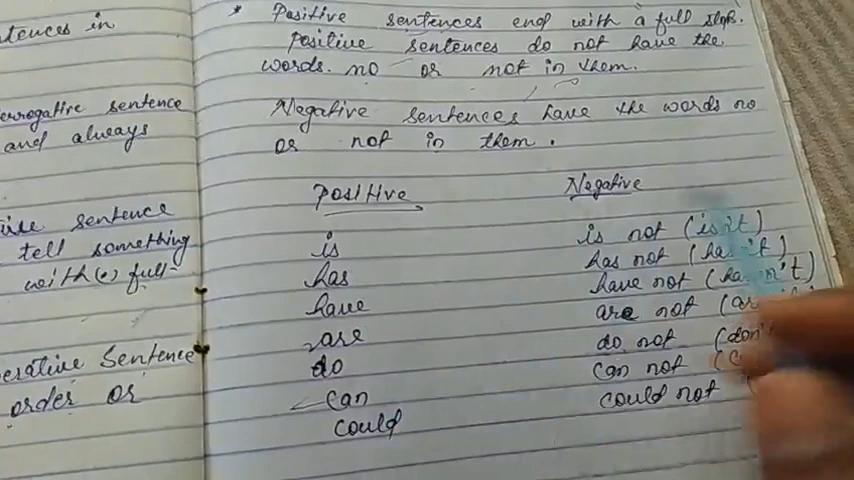 tences in
errogative sentence
and always
sentence
tell something
with(.) full-
erative Sentence
order or
* Positive sentences end with a full stop.
Positive sentences do not have the
words. no or not in them.
Negative sentences have the words no
or not in them.
Positive Negative
is is not (isn't)
has has not (hasn't)
have have not (haven't)
are are not
do do not (don't
can can not
could could not